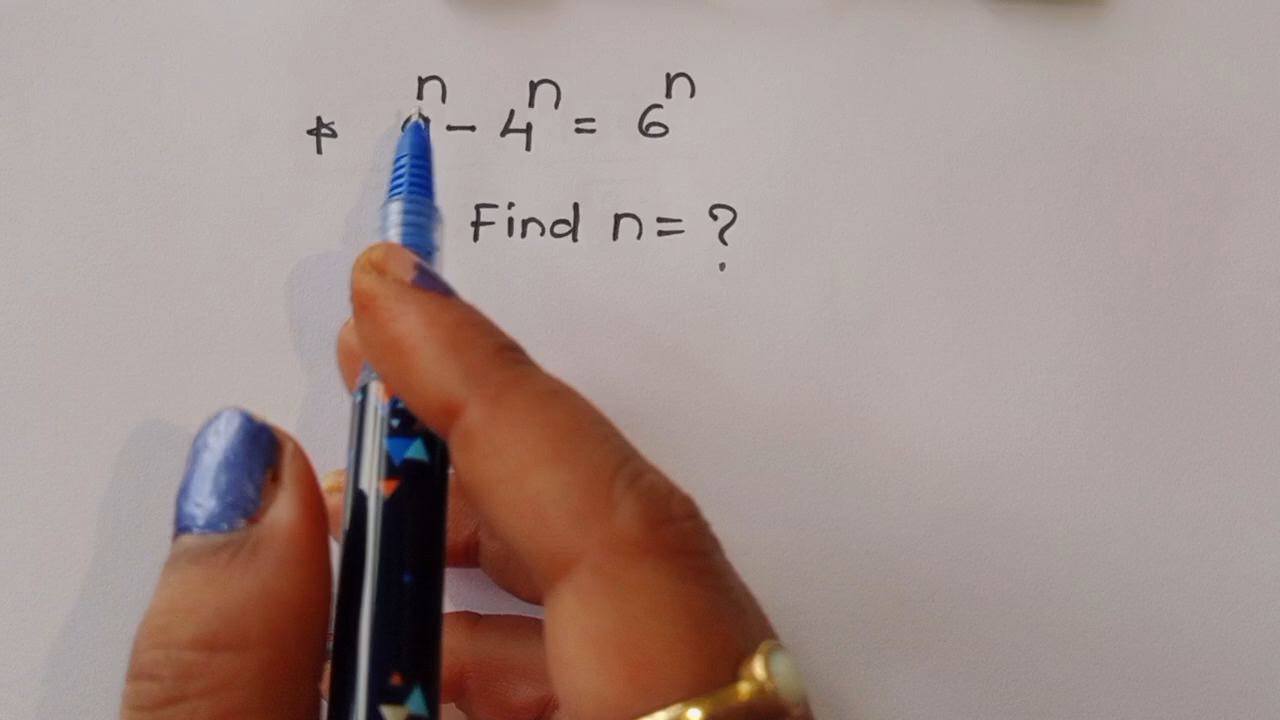 * ⁿ - 4ⁿ = 6ⁿ
Find n = ?